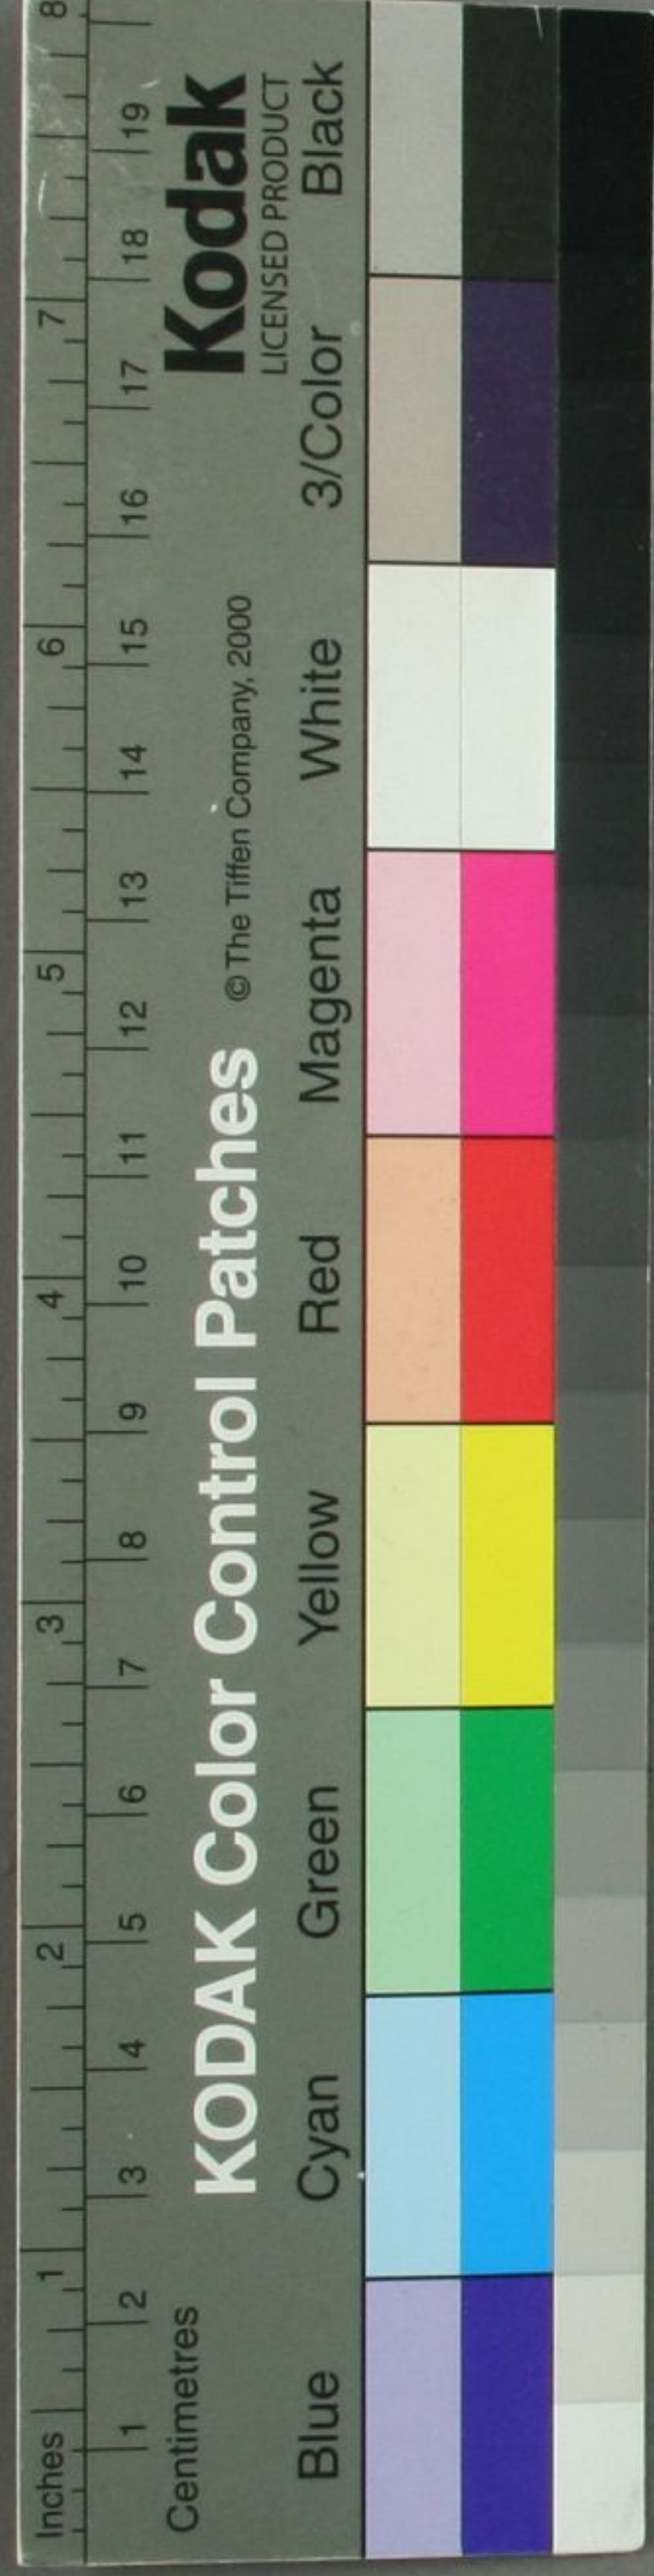 Inches 1 2 3 4 5 6 7 8
1 2 3 4 5 6 7 8 9 10 11 12 13 14 15 16 17 18 19
Centimetres
KODAK Color Control Patches © The Tiffen Company, 2000 Kodak
LICENSED PRODUCT
Blue Cyan Green Yellow Red Magenta White 3/Color Black